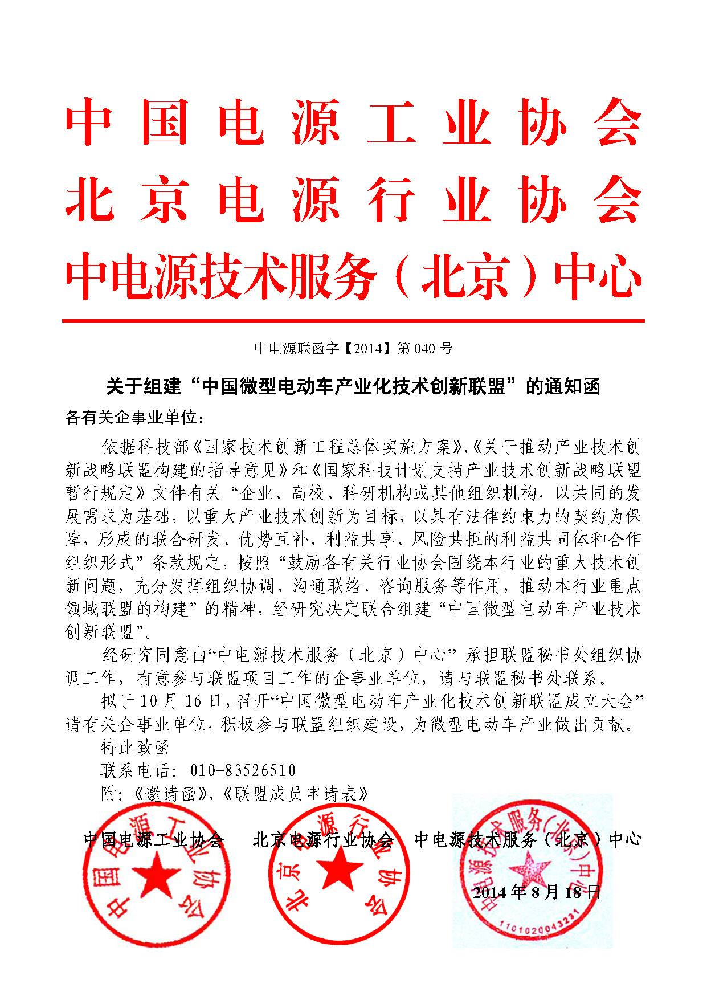 中国电源工业协会
北京电源行业协会
中电源技术服务（北京）中心
中电源联函字【2014】第 040 号
关于组建“中国微型电动车产业化技术创新联盟”的通知函
各有关企事业单位：
依据科技部《国家技术创新工程总体实施方案》、《关于推动产业技术创
新战略联盟构建的指导意见》和《国家科技计划支持产业技术创新战略联盟
暂行规定》文件有关“企业、高校、科研机构或其他组织机构，以共同的发
展需求为基础，以重大产业技术创新为目标，以具有法律约束力的契约为保
障，形成的联合研发、优势互补、利益共享、风险共担的利益共同体和合作
组织形式”条款规定，按照“鼓励各有关行业协会围绕本行业的重大技术创
新问题，充分发挥组织协调、沟通联络、咨询服务等作用，推动本行业重点
领域联盟的构建”的精神，经研究决定联合组建“中国微型电动车产业技术
创新联盟”。
经研究同意由“中电源技术服务（北京）中心”承担联盟秘书处组织协
调工作，有意参与联盟项目工作的企事业单位，请与联盟秘书处联系。
拟于 10 月 16 日，召开“中国微型电动车产业化技术创新联盟成立大会”
请有关企事业单位，积极参与联盟组织建设，为微型电动车产业做出贡献。
特此致函
联系电话：010-83526510
附：《邀请函》、《联盟成员申请表》
中国电源工业协会 北京电源行业协会 中电源技术服务（北京）中心
2014 年 8 月 18 日
中国电源工业协会
北京电源行业协会
中电源技术服务（北京）中心
1101020043231